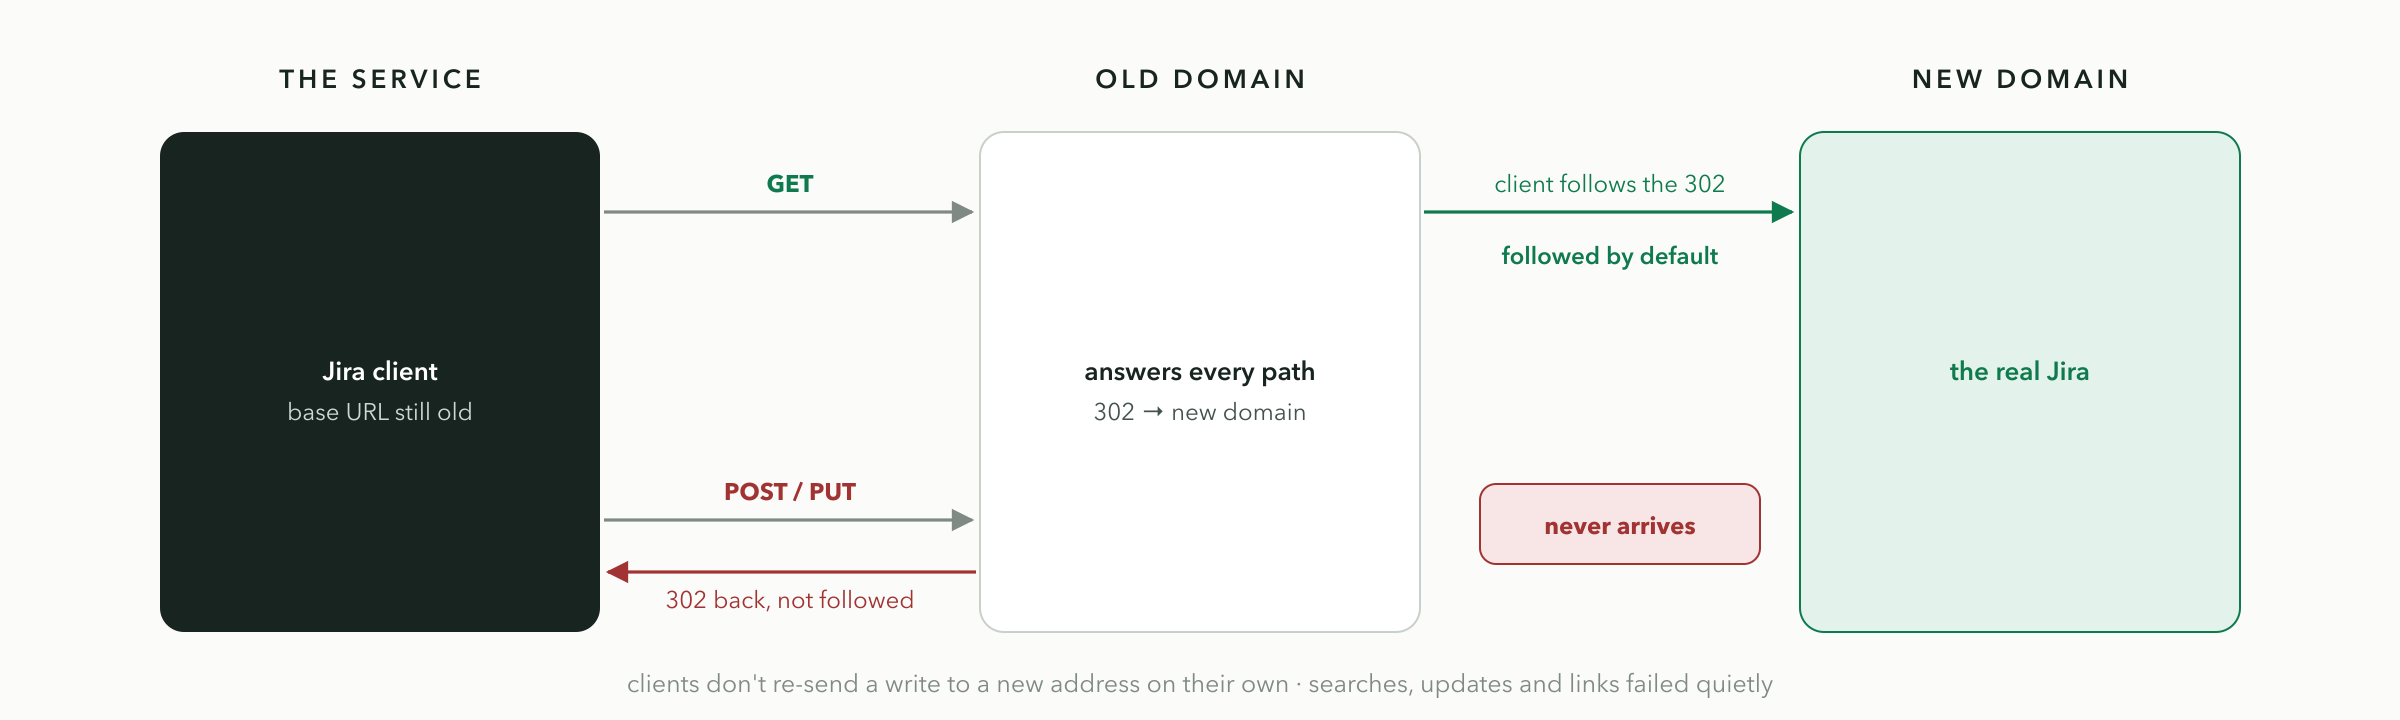 THE SERVICE
OLD DOMAIN
NEW DOMAIN
GET
client follows the 302
followed by default
Jira client
base URL still old
answers every path
302 → new domain
the real Jira
POST / PUT
never arrives
302 back, not followed
clients don't re-send a write to a new address on their own · searches, updates and links failed quietly